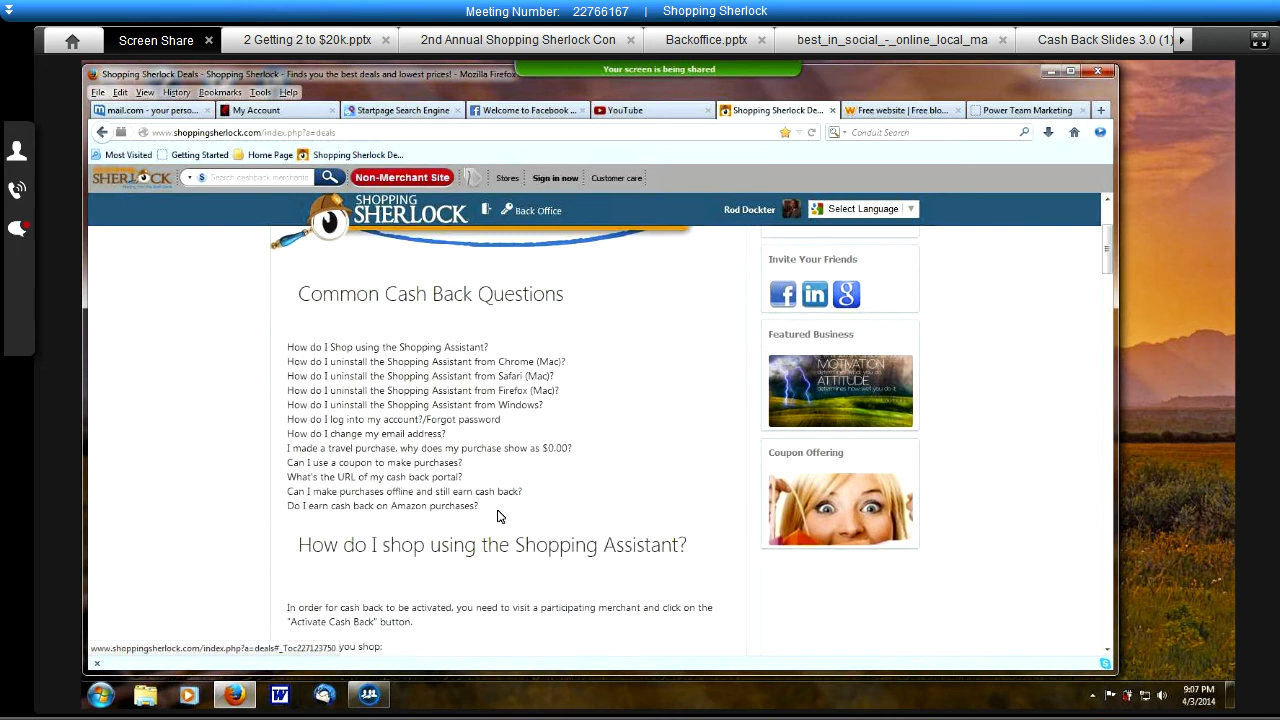 Meeting Number: 22766167 | Shopping Sherlock
Screen Share
2 Getting 2 to $20k.pptx
2nd Annual Shopping Sherlock Con
Backoffice.pptx
best_in_social_-_online_local_ma
Cash Back Slides 3.0 (1)
Shopping Sherlock Deals - Shopping Sherlock - Finds you the best deals and lowest prices! - Mozilla Firefox
Your screen is being shared
File Edit View History Bookmarks Tools Help
mail.com - your perso...
My Account
Startpage Search Engine
Welcome to Facebook ...
YouTube
Shopping Sherlock De...
Free website | Free blo...
Power Team Marketing
www.shoppingsherlock.com/index.php?a=deals
Conduit Search
Most Visited
Getting Started
Home Page
Shopping Sherlock De...
SHERLOCK
Search cashback merchants
Non-Merchant Site
Stores
Sign in now
Customer care
SHOPPING
SHERLOCK
Back Office
Rod Dockter
Select Language
Common Cash Back Questions
How do I Shop using the Shopping Assistant?
How do I uninstall the Shopping Assistant from Chrome (Mac)?
How do I uninstall the Shopping Assistant from Safari (Mac)?
How do I uninstall the Shopping Assistant from Firefox (Mac)?
How do I uninstall the Shopping Assistant from Windows?
How do I log into my account?/Forgot password
How do I change my email address?
I made a travel purchase, why does my purchase show as $0.00?
Can I use a coupon to make purchases?
What's the URL of my cash back portal?
Can I make purchases offline and still earn cash back?
Do I earn cash back on Amazon purchases?
How do I shop using the Shopping Assistant?
In order for cash back to be activated, you need to visit a participating merchant and click on the
"Activate Cash Back" button.
you shop:
www.shoppingsherlock.com/index.php?a=deals#_Toc227123750
Invite Your Friends
Featured Business
MOTIVATION
ATTITUDE
Coupon Offering
9:07 PM
4/3/2014